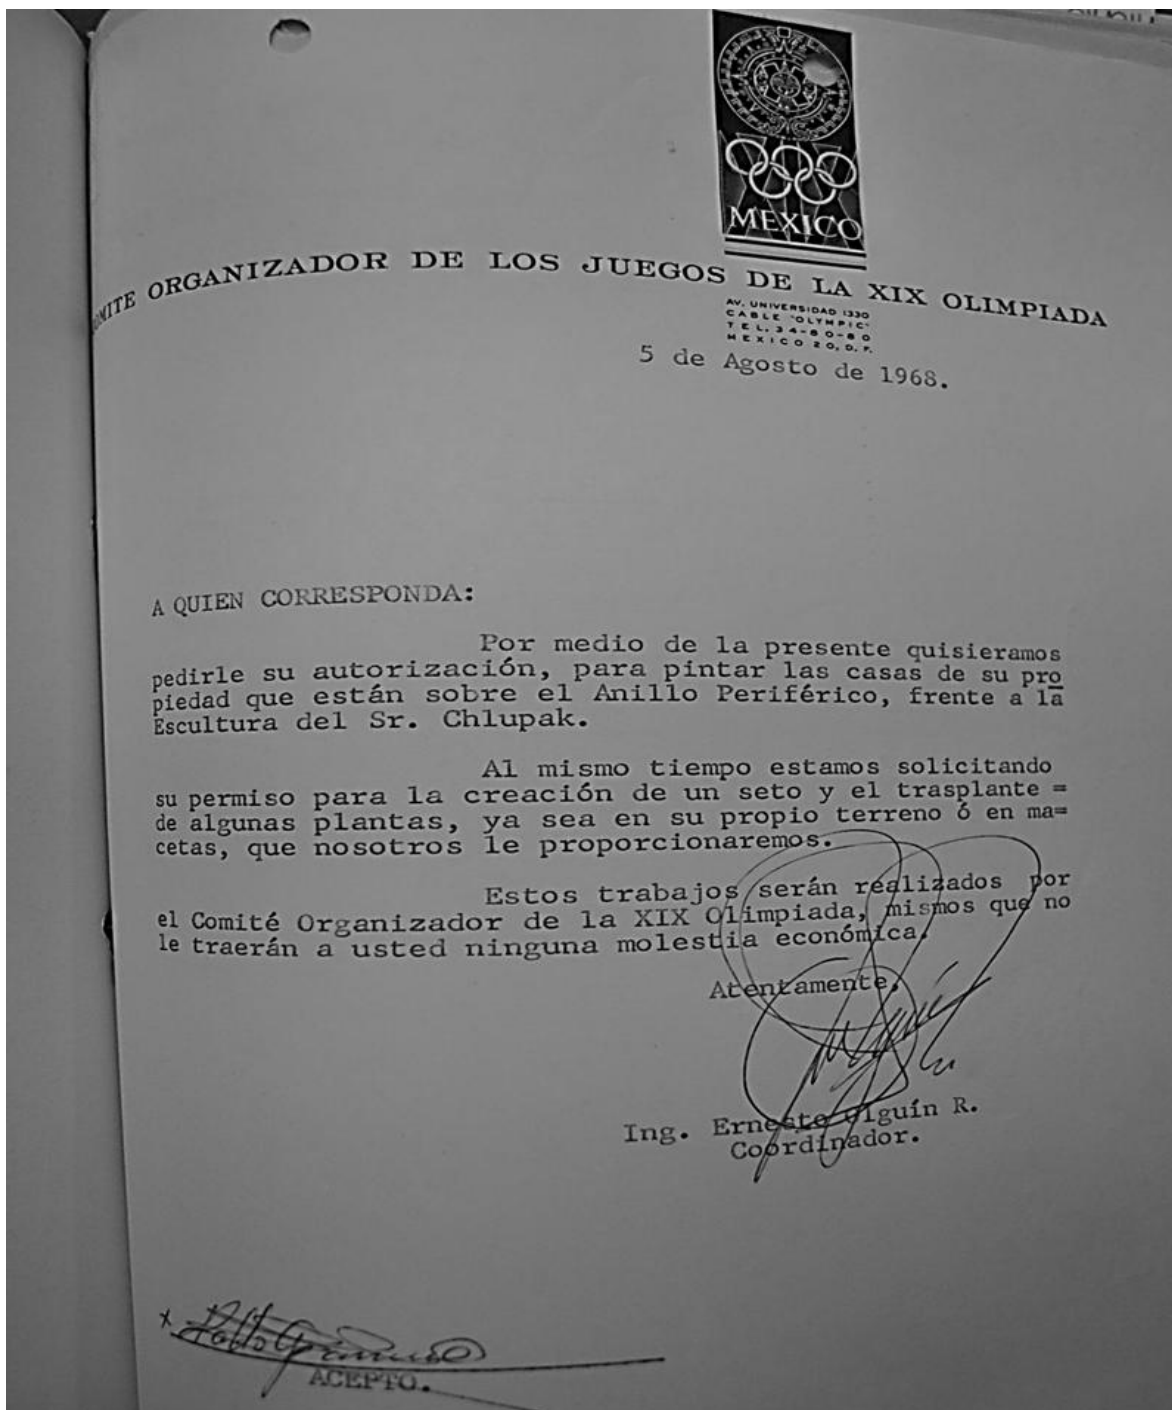 MEXICO
COMITE ORGANIZADOR DE LOS JUEGOS DE LA XIX OLIMPIADA
AV. UNIVERSIDAD 1330
CABLE "OLYMPIC"
TEL. 34-80-80
MEXICO 20, D. F.
5 de Agosto de 1968.
A QUIEN CORRESPONDA:
Por medio de la presente quisieramos
pedirle su autorización, para pintar las casas de su pro
piedad que están sobre el Anillo Periférico, frente a la
Escultura del Sr. Chlupak.
Al mismo tiempo estamos solicitando
su permiso para la creación de un seto y el trasplante =
de algunas plantas, ya sea en su propio terreno ó en ma=
cetas, que nosotros le proporcionaremos.
Estos trabajos serán realizados por
el Comité Organizador de la XIX Olimpiada, mismos que no
le traerán a usted ninguna molestia económica.
Atentamente,
Ing. Ernesto Olguín R.
Coordinador.
x
ACEPTO.